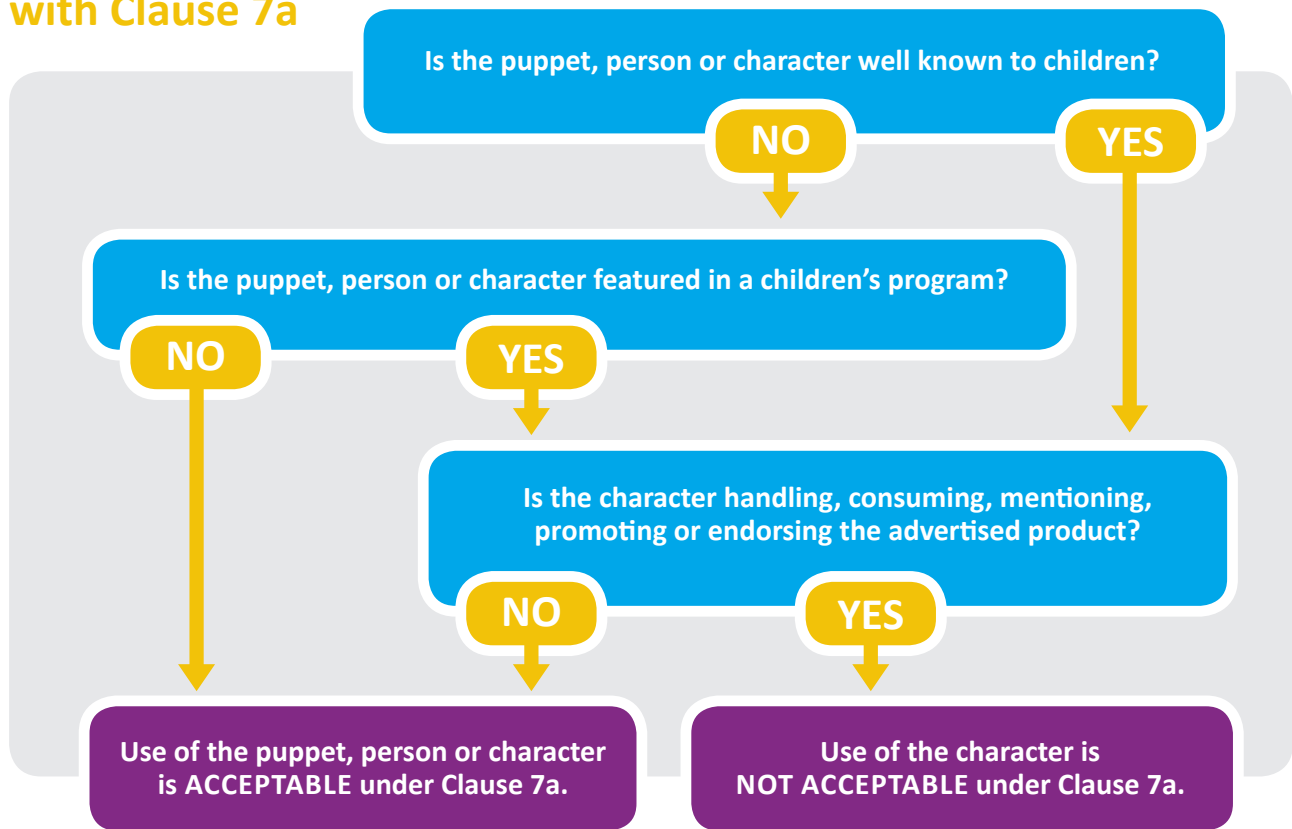 with Clause 7a
Is the puppet, person or character well known to children?
NO
YES
Is the puppet, person or character featured in a children’s program?
NO
YES
Is the character handling, consuming, mentioning,
promoting or endorsing the advertised product?
NO
YES
Use of the puppet, person or character
is ACCEPTABLE under Clause 7a.
Use of the character is
NOT ACCEPTABLE under Clause 7a.